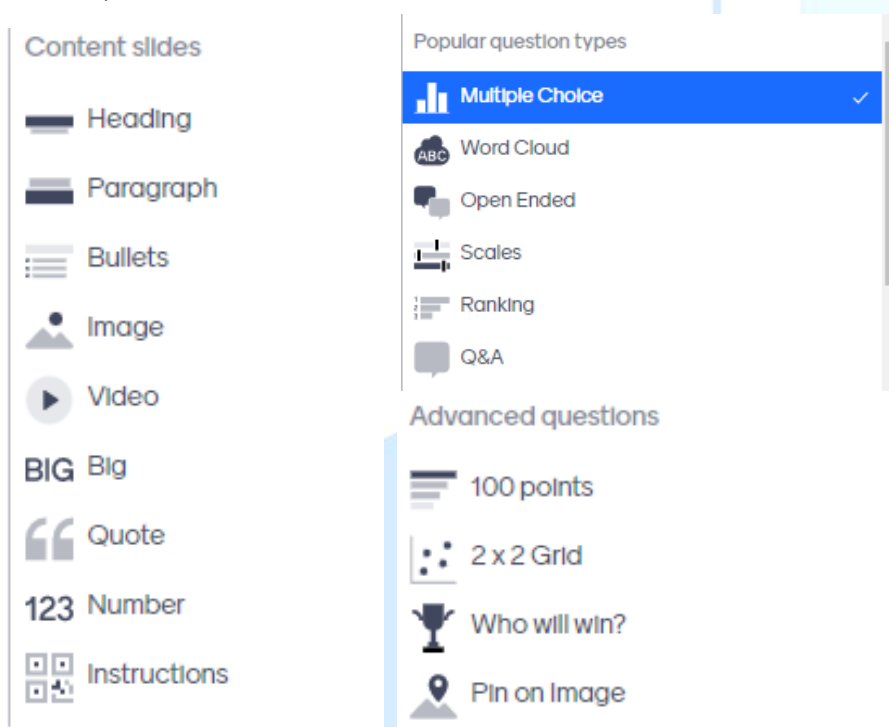 Content slides
Heading
Paragraph
Bullets
Image
Video
BIG Big
Quote
123 Number
Instructions
Popular question types
Multiple Choice
ABC Word Cloud
Open Ended
Scales
Ranking
Q&A
Advanced questions
100 points
2 x 2 Grid
Who will win?
Pin on Image